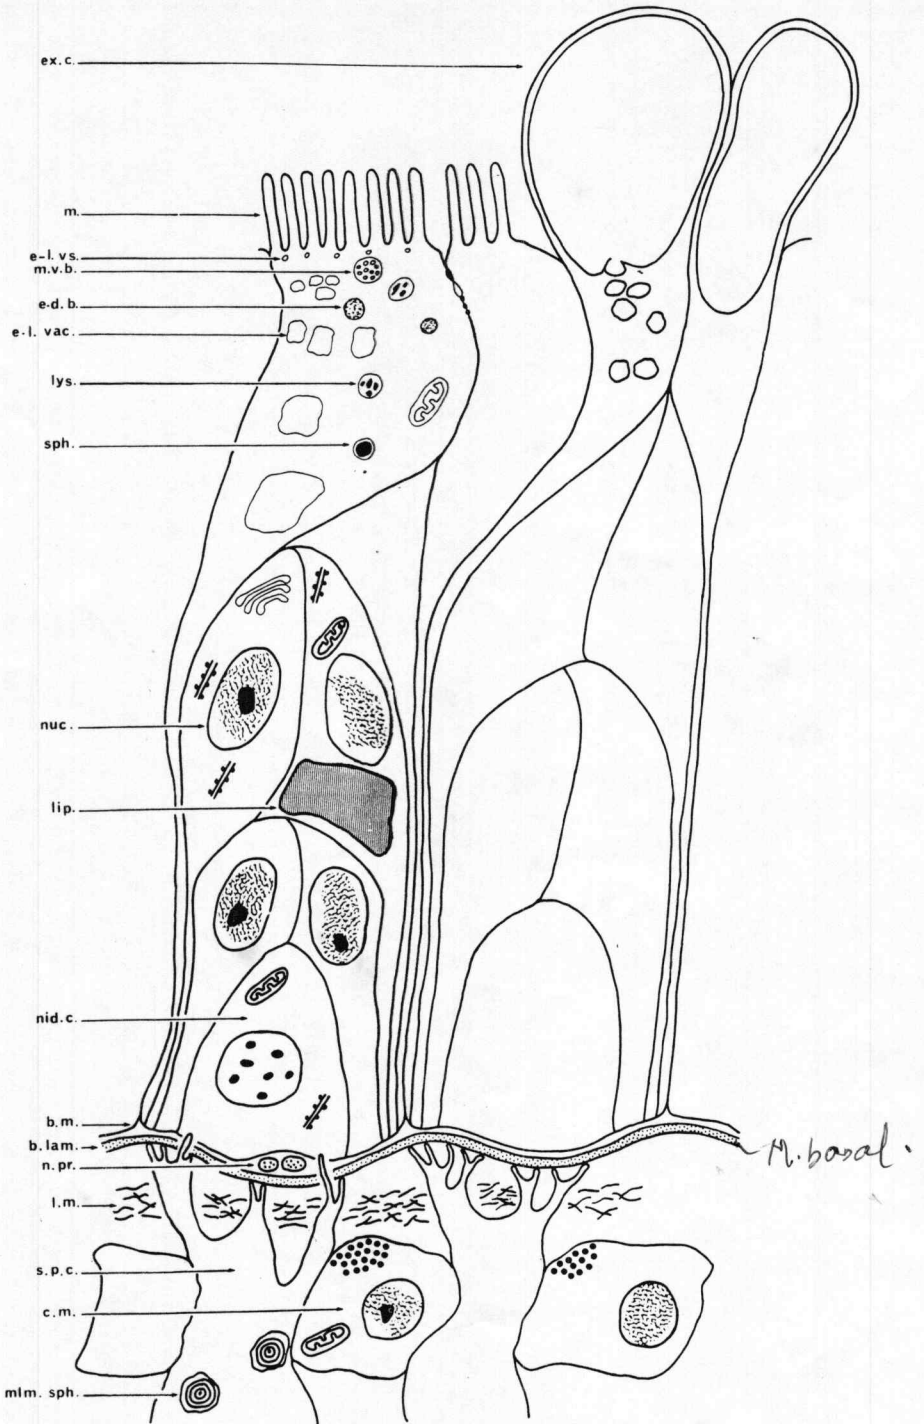 ex.c.
m.
e-l. vs.
m.v.b.
e-d.b.
e-l. vac.
lys.
sph.
nuc.
lip.
nid.c.
b.m.
b.lam.
M. basal.
n.pr.
l.m.
s.p.c.
c.m.
mlm. sph.